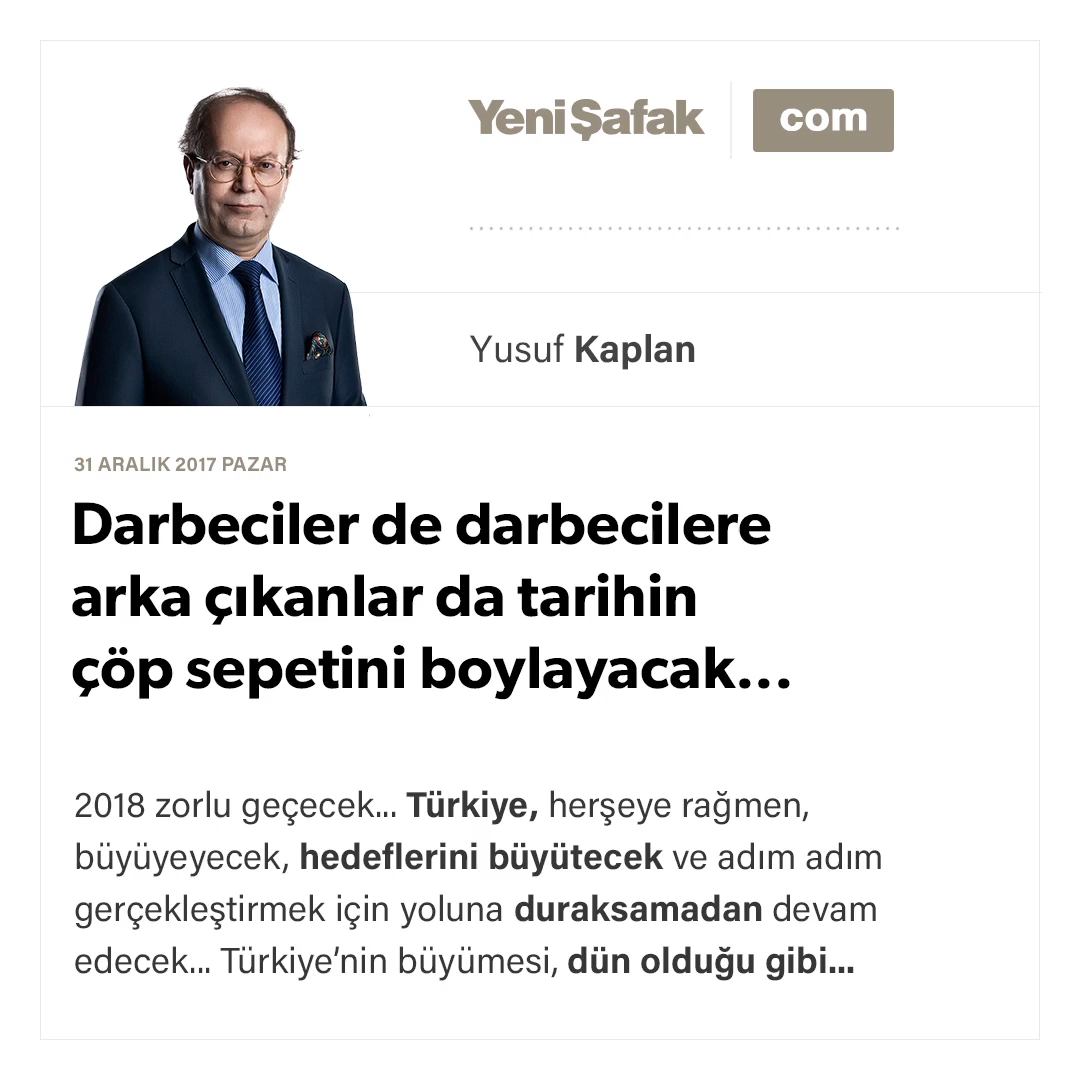 YeniŞafak com
Yusuf Kaplan
31 ARALIK 2017 PAZAR
Darbeciler de darbecilere
arka çıkanlar da tarihin
çöp sepetini boylayacak...
2018 zorlu geçecek... Türkiye, herşeye rağmen,
büyüyeyecek, hedeflerini büyütecek ve adım adım
gerçekleştirmek için yoluna duraksamadan devam
edecek... Türkiye’nin büyümesi, dün olduğu gibi...